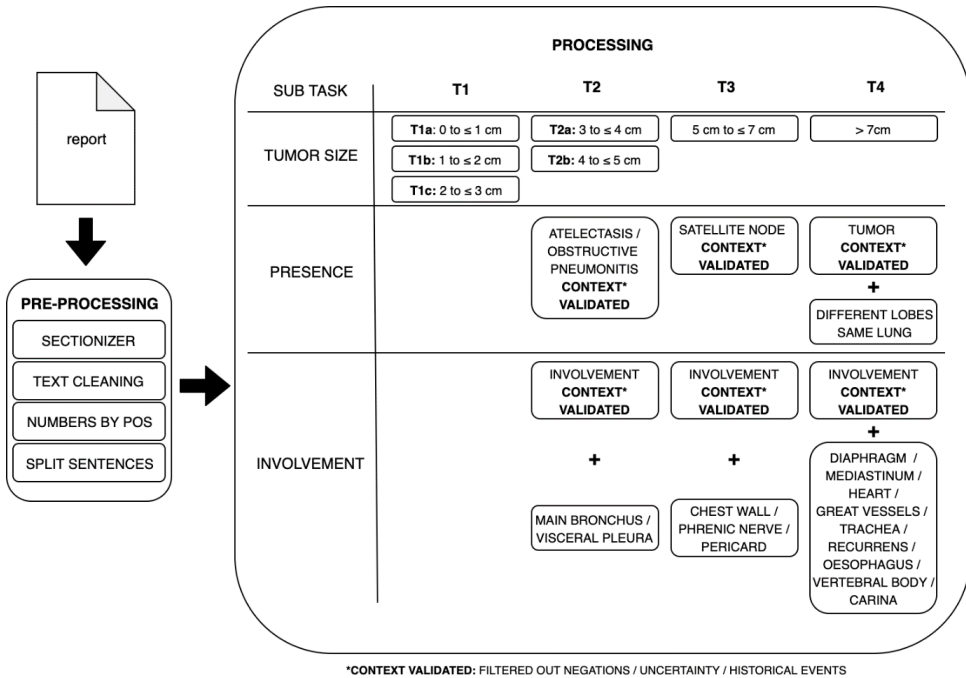 report
PRE-PROCESSING
SECTIONIZER
TEXT CLEANING
NUMBERS BY POS
SPLIT SENTENCES
PROCESSING
SUB TASK
T1
T2
T3
T4
TUMOR SIZE
T1a: 0 to ≤ 1 cm
T1b: 1 to ≤ 2 cm
T1c: 2 to ≤ 3 cm
T2a: 3 to ≤ 4 cm
T2b: 4 to ≤ 5 cm
5 cm to ≤ 7 cm
> 7cm
PRESENCE
ATELECTASIS /
OBSTRUCTIVE
PNEUMONITIS
CONTEXT*
VALIDATED
SATELLITE NODE
CONTEXT*
VALIDATED
TUMOR
CONTEXT*
VALIDATED
+
DIFFERENT LOBES
SAME LUNG
INVOLVEMENT
INVOLVEMENT
CONTEXT*
VALIDATED
+
MAIN BRONCHUS /
VISCERAL PLEURA
INVOLVEMENT
CONTEXT*
VALIDATED
+
CHEST WALL /
PHRENIC NERVE /
PERICARD
INVOLVEMENT
CONTEXT*
VALIDATED
+
DIAPHRAGM /
MEDIASTINUM /
HEART /
GREAT VESSELS /
TRACHEA /
RECURRENS /
OESOPHAGUS /
VERTEBRAL BODY /
CARINA
*CONTEXT VALIDATED: FILTERED OUT NEGATIONS / UNCERTAINTY / HISTORICAL EVENTS